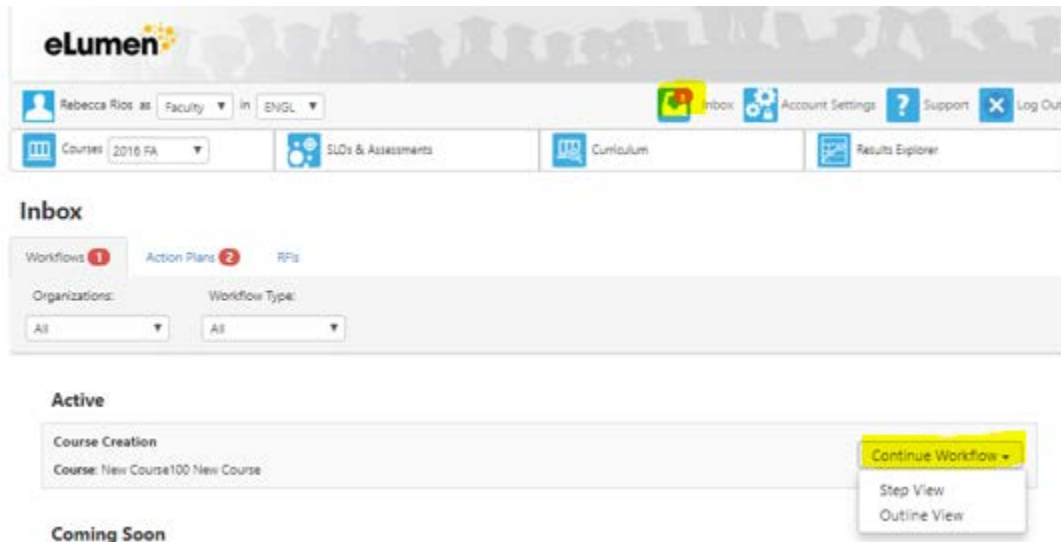 eLumen
Rebecca Rios as Faculty in ENGL Inbox Account Settings ? Support X Log Out
Courses 2016 FA SLOs & Assessments Curriculum Results Explorer
Inbox
Workflows 1 Action Plans 2 RFIs
Organizations: Workflow Type:
All All
Active
Course Creation
Course: New Course100 New Course
Continue Workflow
Step View
Outline View
Coming Soon